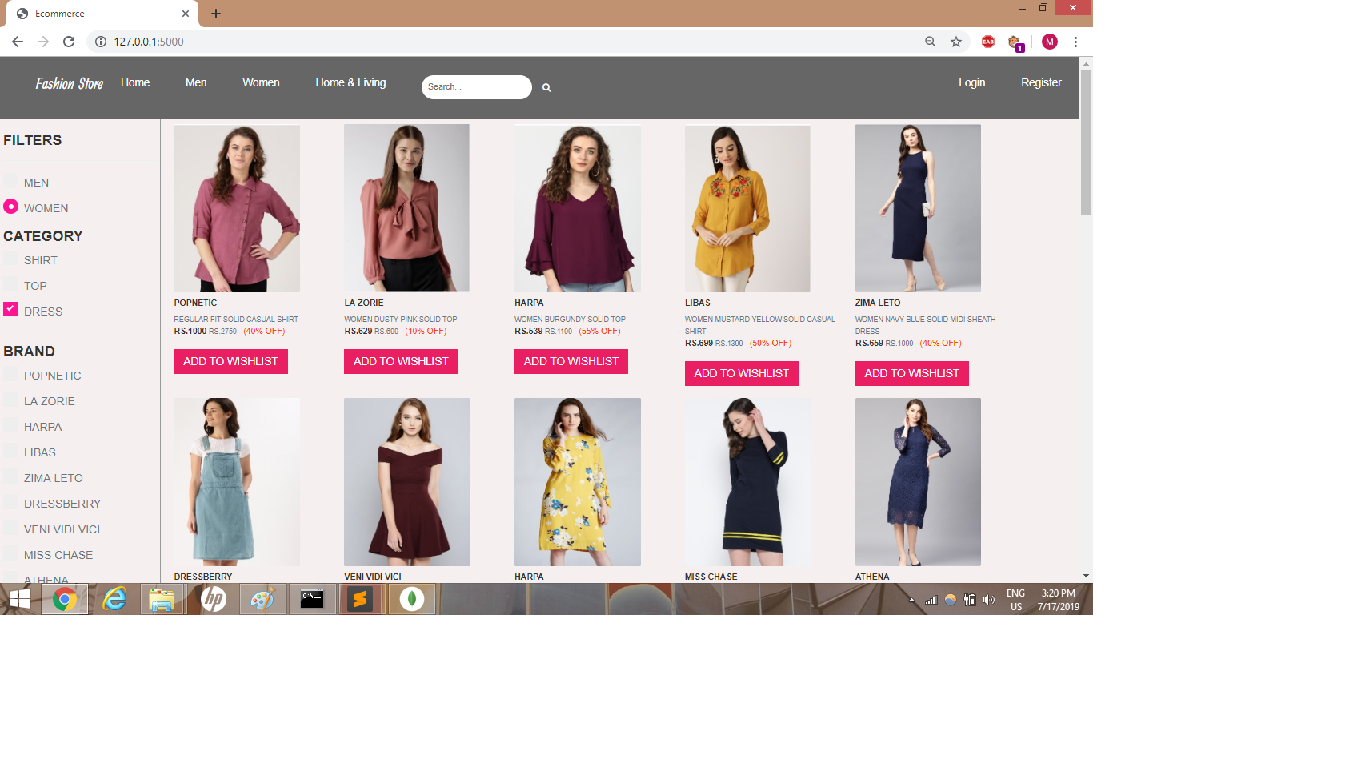 Ecommerce
127.0.0.1:5000
M
1
Fashion Store Home Men Women Home & Living Search... Login Register
FILTERS
MEN
WOMEN
CATEGORY
SHIRT
TOP
DRESS
BRAND
POPNETIC
LA ZORIE
HARPA
LIBAS
ZIMA LETO
DRESSBERRY
VENI VIDI VICI
MISS CHASE
ATHENA
POPNETIC
REGULAR FIT SOLID CASUAL SHIRT
RS.1000 RS.2750 (40% OFF)
ADD TO WISHLIST
LA ZORIE
WOMEN DUSTY PINK SOLID TOP
RS.629 RS.600 (10% OFF)
ADD TO WISHLIST
HARPA
WOMEN BURGUNDY SOLID TOP
RS.539 RS.1100 (55% OFF)
ADD TO WISHLIST
LIBAS
WOMEN MUSTARD YELLOW SOLID CASUAL
SHIRT
RS.699 RS.1300 (50% OFF)
ADD TO WISHLIST
ZIMA LETO
WOMEN NAVY BLUE SOLID MIDI SHEATH
DRESS
RS.659 RS.1000 (40% OFF)
ADD TO WISHLIST
DRESSBERRY
VENI VIDI VICI
HARPA
MISS CHASE
ATHENA
hp
ENG
US
3:20 PM
7/17/2019